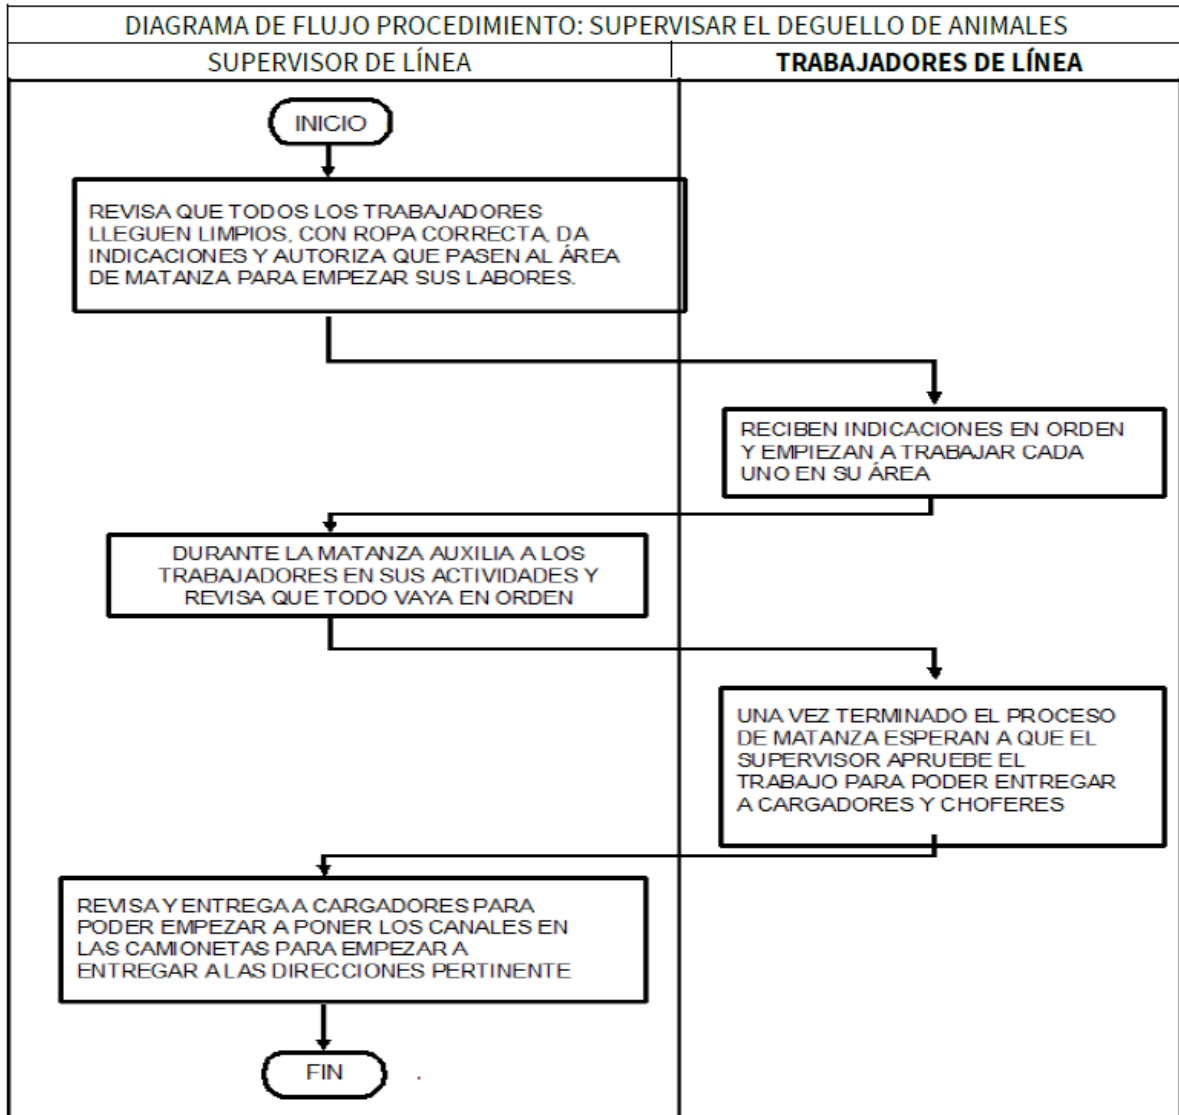 DIAGRAMA DE FLUJO PROCEDIMIENTO: SUPERVISAR EL DEGUELLO DE ANIMALES
SUPERVISOR DE LÍNEA
TRABAJADORES DE LÍNEA
INICIO
REVISA QUE TODOS LOS TRABAJADORES
LLEGUEN LIMPIOS, CON ROPA CORRECTA, DA
INDICACIONES Y AUTORIZA QUE PASEN AL ÁREA
DE MATANZA PARA EMPEZAR SUS LABORES.
RECIBEN INDICACIONES EN ORDEN
Y EMPIEZAN A TRABAJAR CADA
UNO EN SU ÁREA
DURANTE LA MATANZA AUXILIA A LOS
TRABAJADORES EN SUS ACTIVIDADES Y
REVISA QUE TODO VAYA EN ORDEN
UNA VEZ TERMINADO EL PROCESO
DE MATANZA ESPERAN A QUE EL
SUPERVISOR APRUEBE EL
TRABAJO PARA PODER ENTREGAR
A CARGADORES Y CHOFERES
REVISA Y ENTREGA A CARGADORES PARA
PODER EMPEZAR A PONER LOS CANALES EN
LAS CAMIONETAS PARA EMPEZAR A
ENTREGAR A LAS DIRECCIONES PERTINENTE
FIN